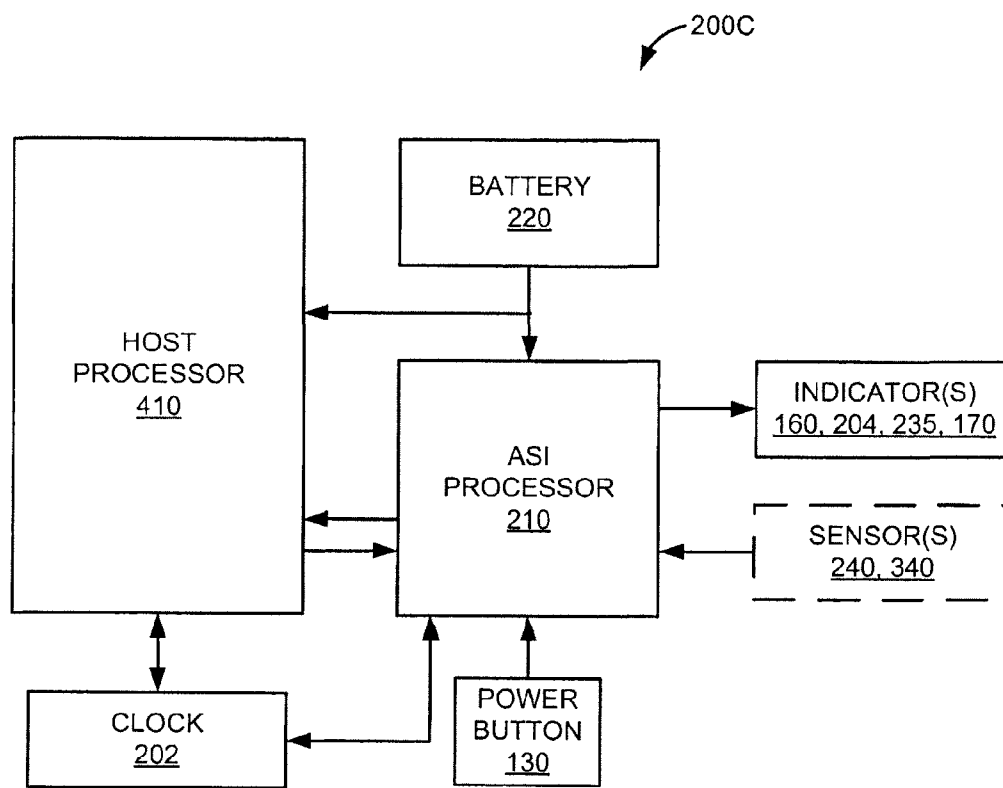 200C
BATTERY
220
HOST
PROCESSOR
410
INDICATOR(S)
160, 204, 235, 170
ASI
PROCESSOR
210
SENSOR(S)
240, 340
POWER
BUTTON
130
CLOCK
202